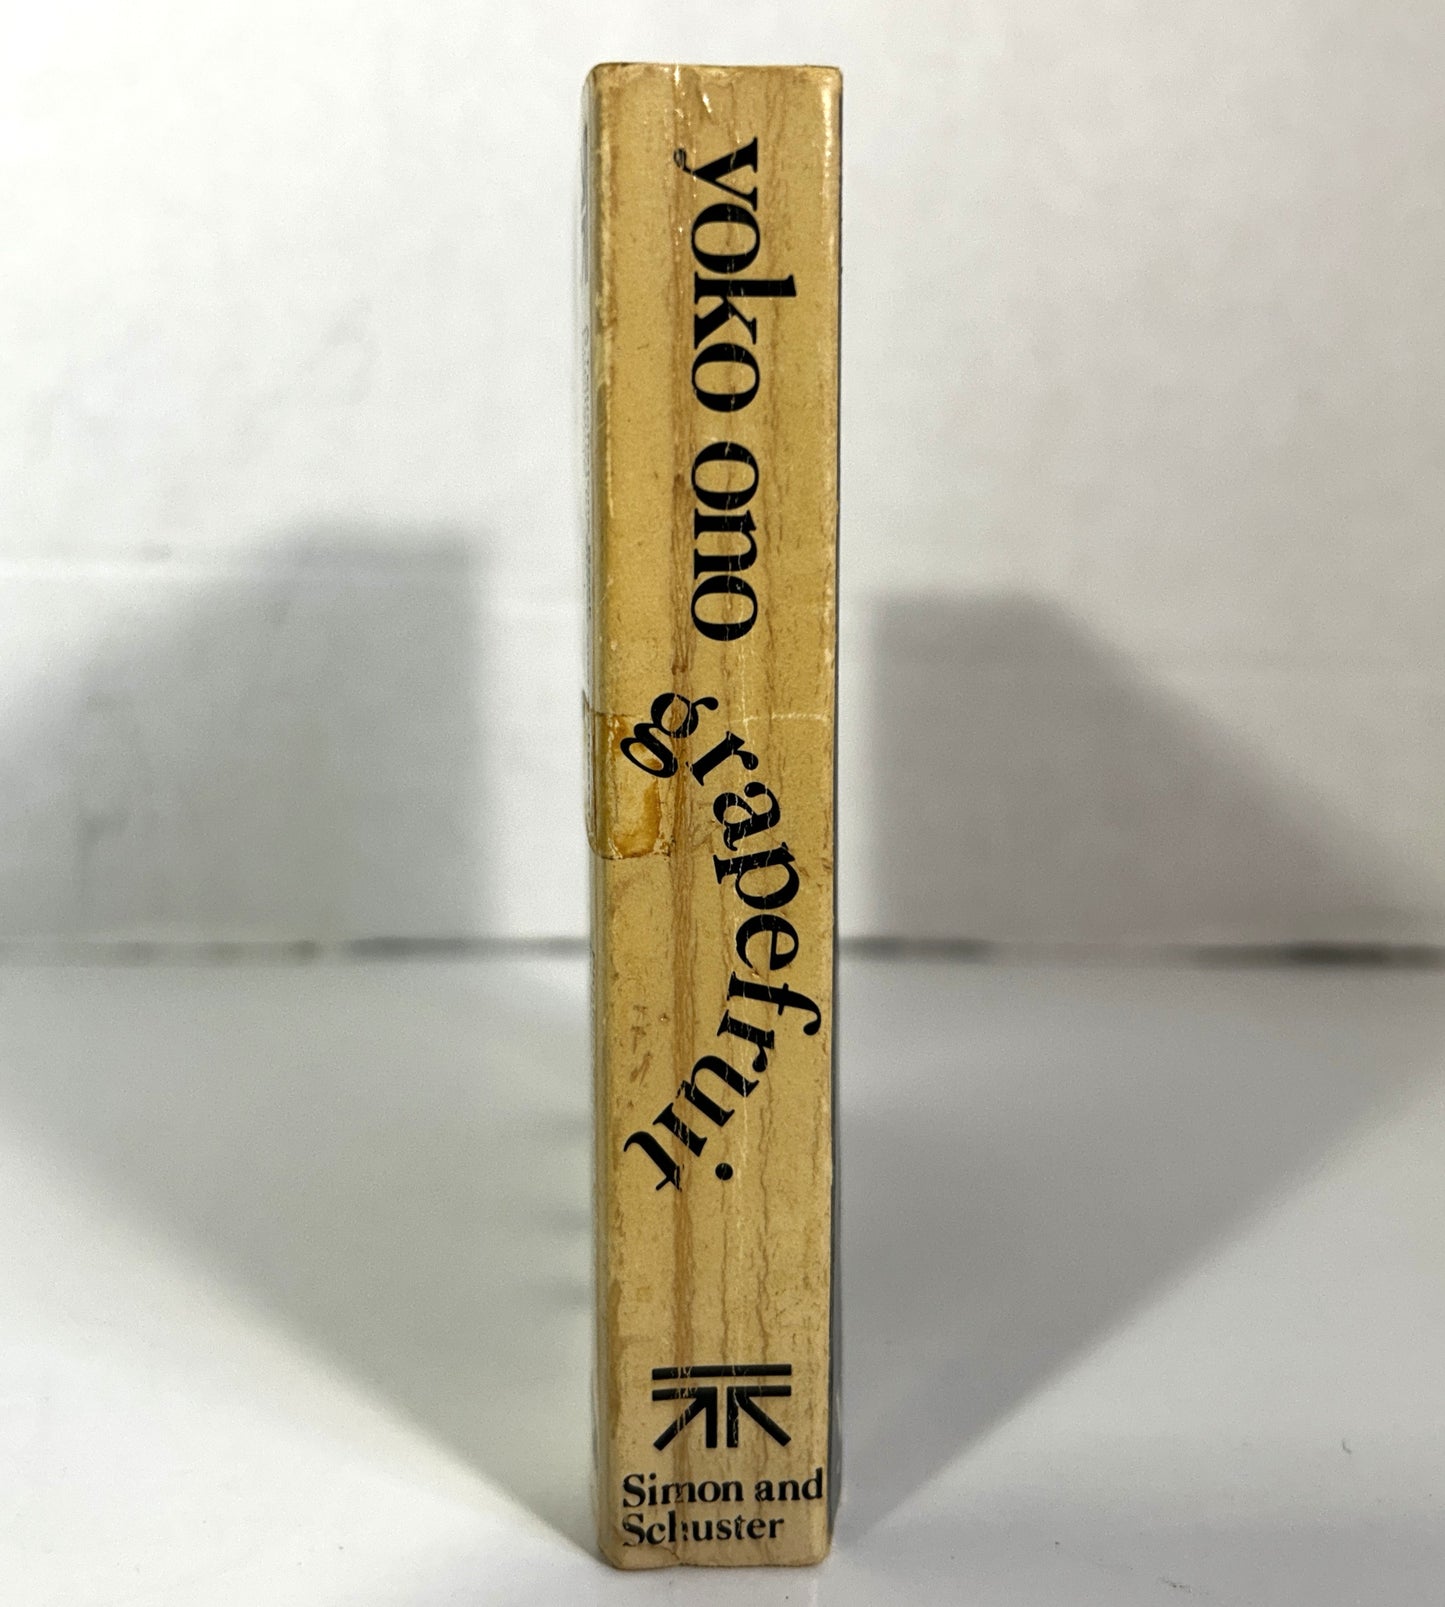 yoko ono grapefruit
Simon and
Schuster